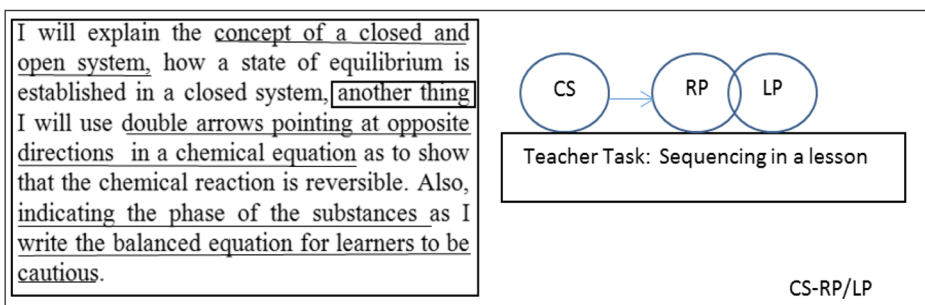 I will explain the concept of a closed and
open system, how a state of equilibrium is
established in a closed system, another thing
I will use double arrows pointing at opposite
directions in a chemical equation as to show
that the chemical reaction is reversible. Also,
indicating the phase of the substances as I
write the balanced equation for learners to be
cautious.
CS
RP
LP
Teacher Task: Sequencing in a lesson
CS-RP/LP